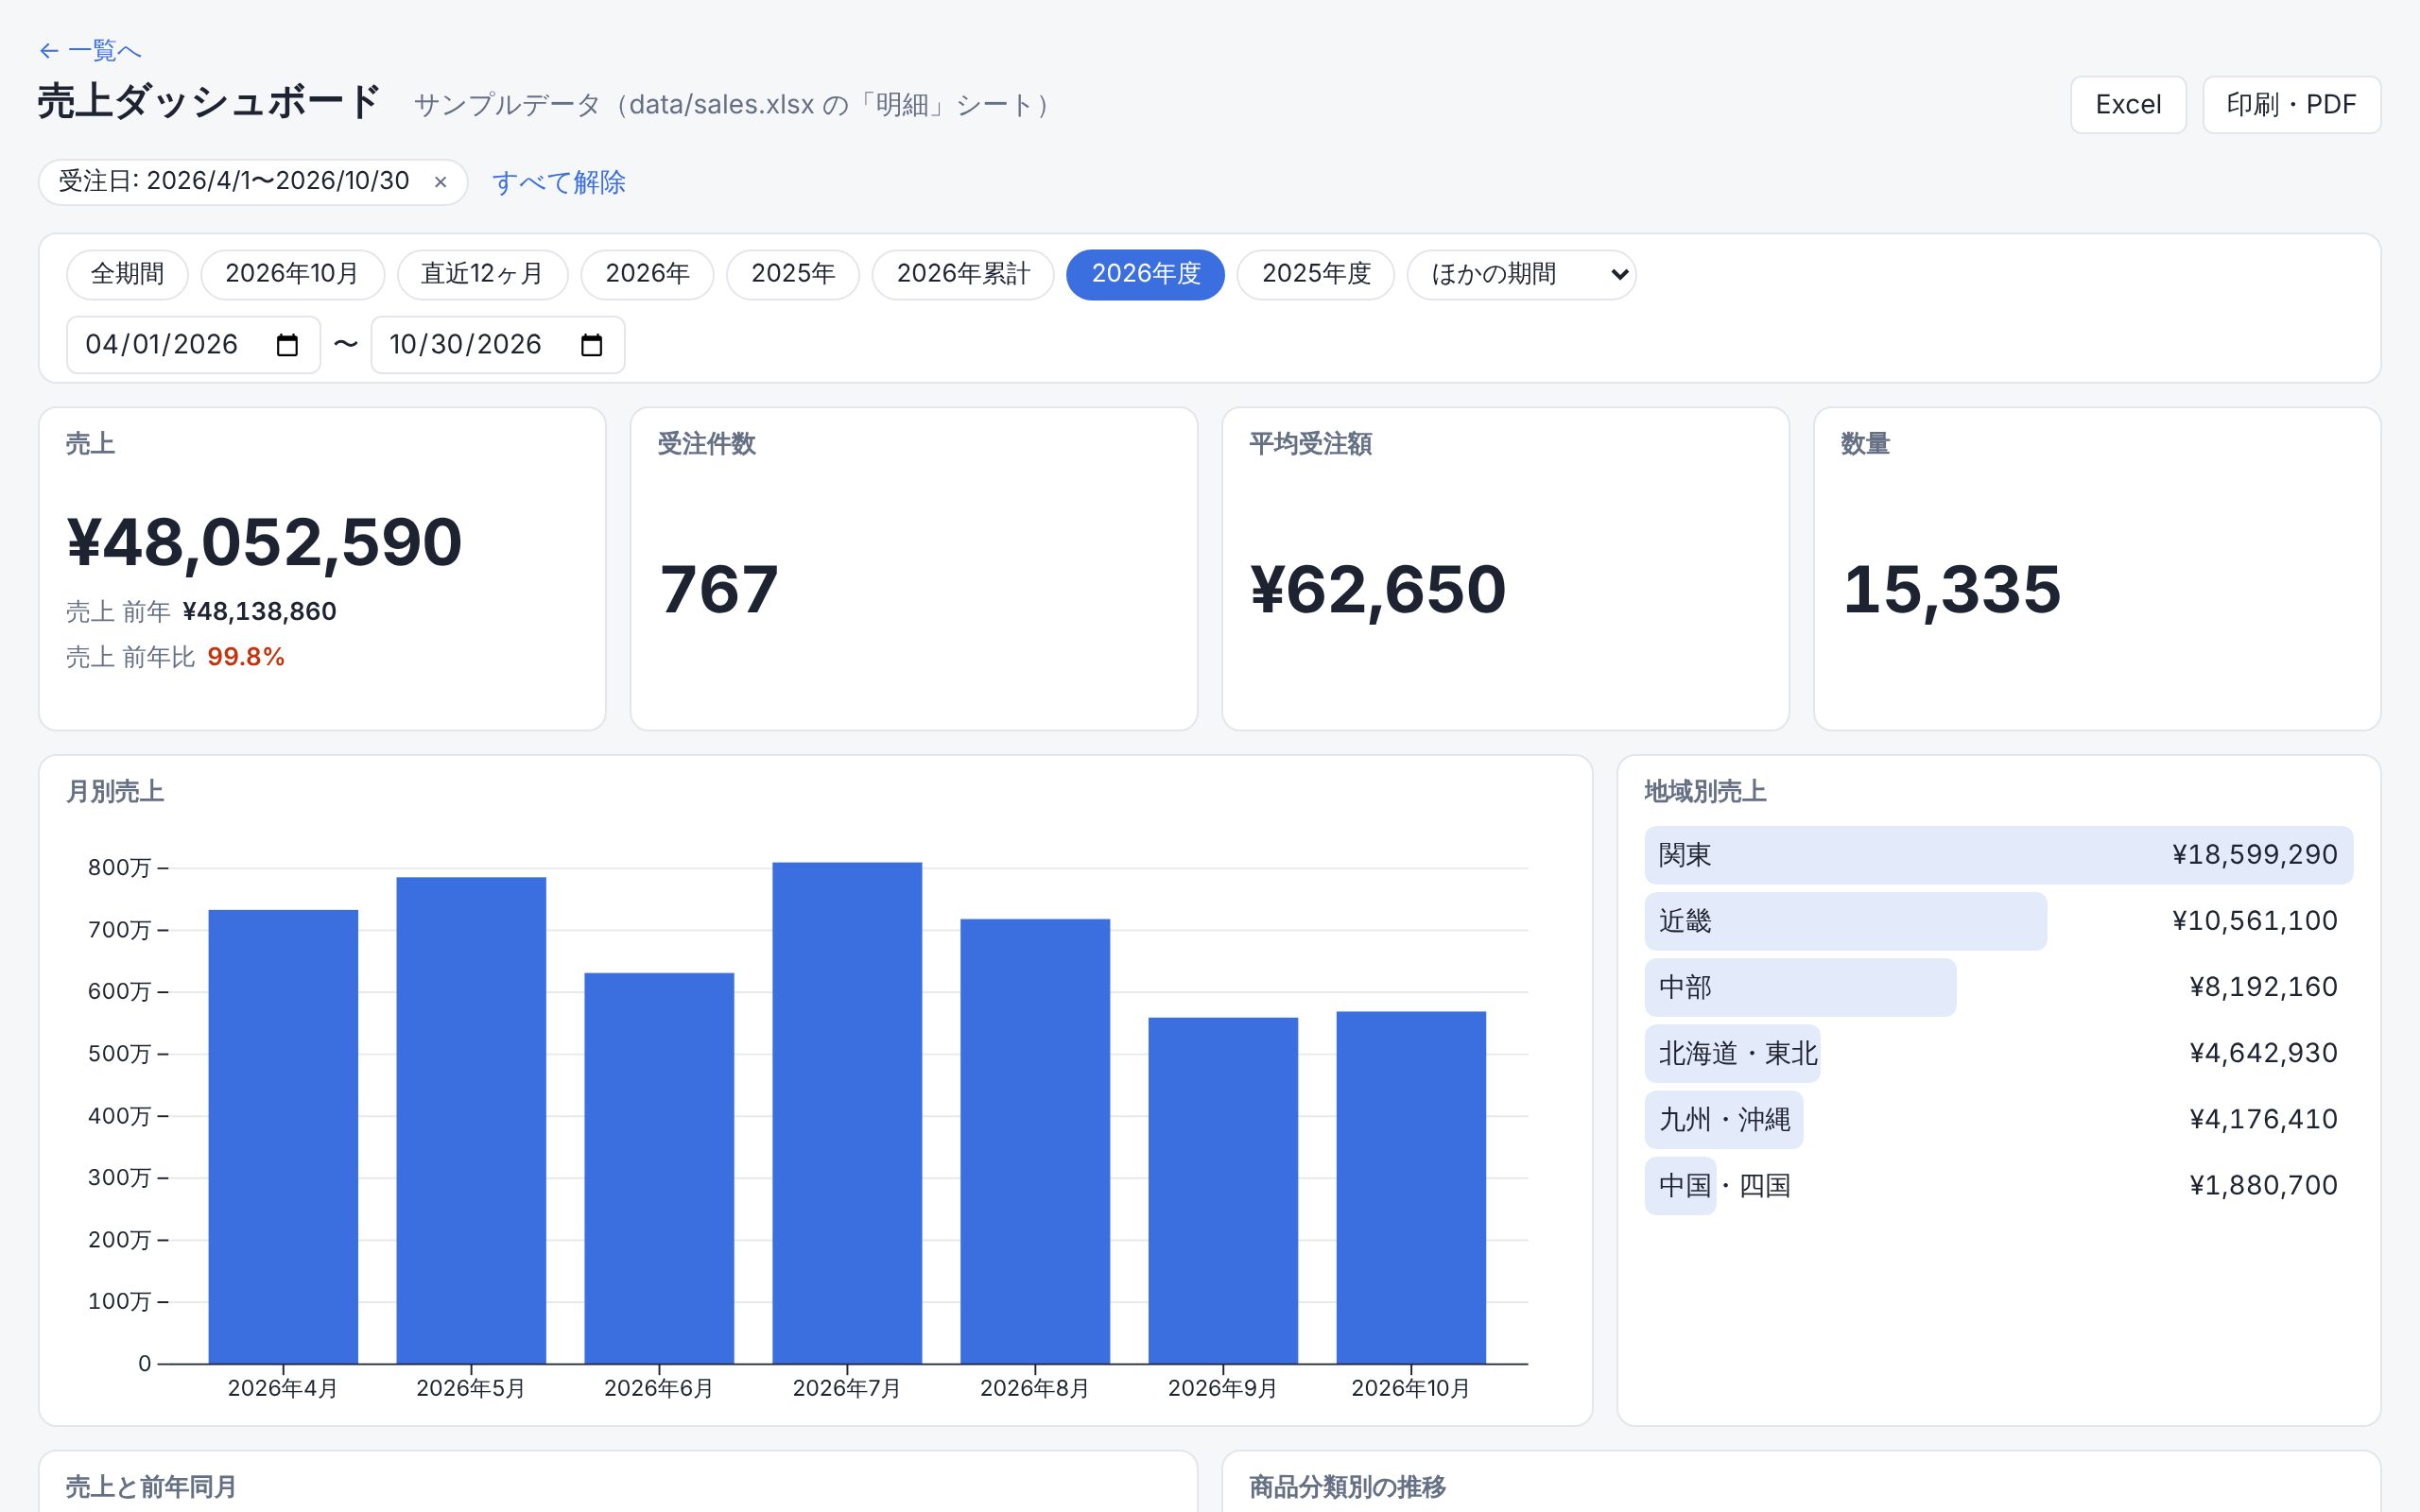 ← 一覧へ
売上ダッシュボード サンプルデータ（data/sales.xlsx の「明細」シート）
Excel 印刷・PDF
受注日: 2026/4/1〜2026/10/30 × すべて解除
全期間 2026年10月 直近12ヶ月 2026年 2025年 2026年累計 2026年度 2025年度 ほかの期間
04/01/2026 〜 10/30/2026
売上
¥48,052,590
売上 前年 ¥48,138,860
売上 前年比 99.8%
受注件数
767
平均受注額
¥62,650
数量
15,335
月別売上
800万
700万
600万
500万
400万
300万
200万
100万
0
2026年4月 2026年5月 2026年6月 2026年7月 2026年8月 2026年9月 2026年10月
地域別売上
関東 ¥18,599,290
近畿 ¥10,561,100
中部 ¥8,192,160
北海道・東北 ¥4,642,930
九州・沖縄 ¥4,176,410
中国・四国 ¥1,880,700
売上と前年同月
商品分類別の推移